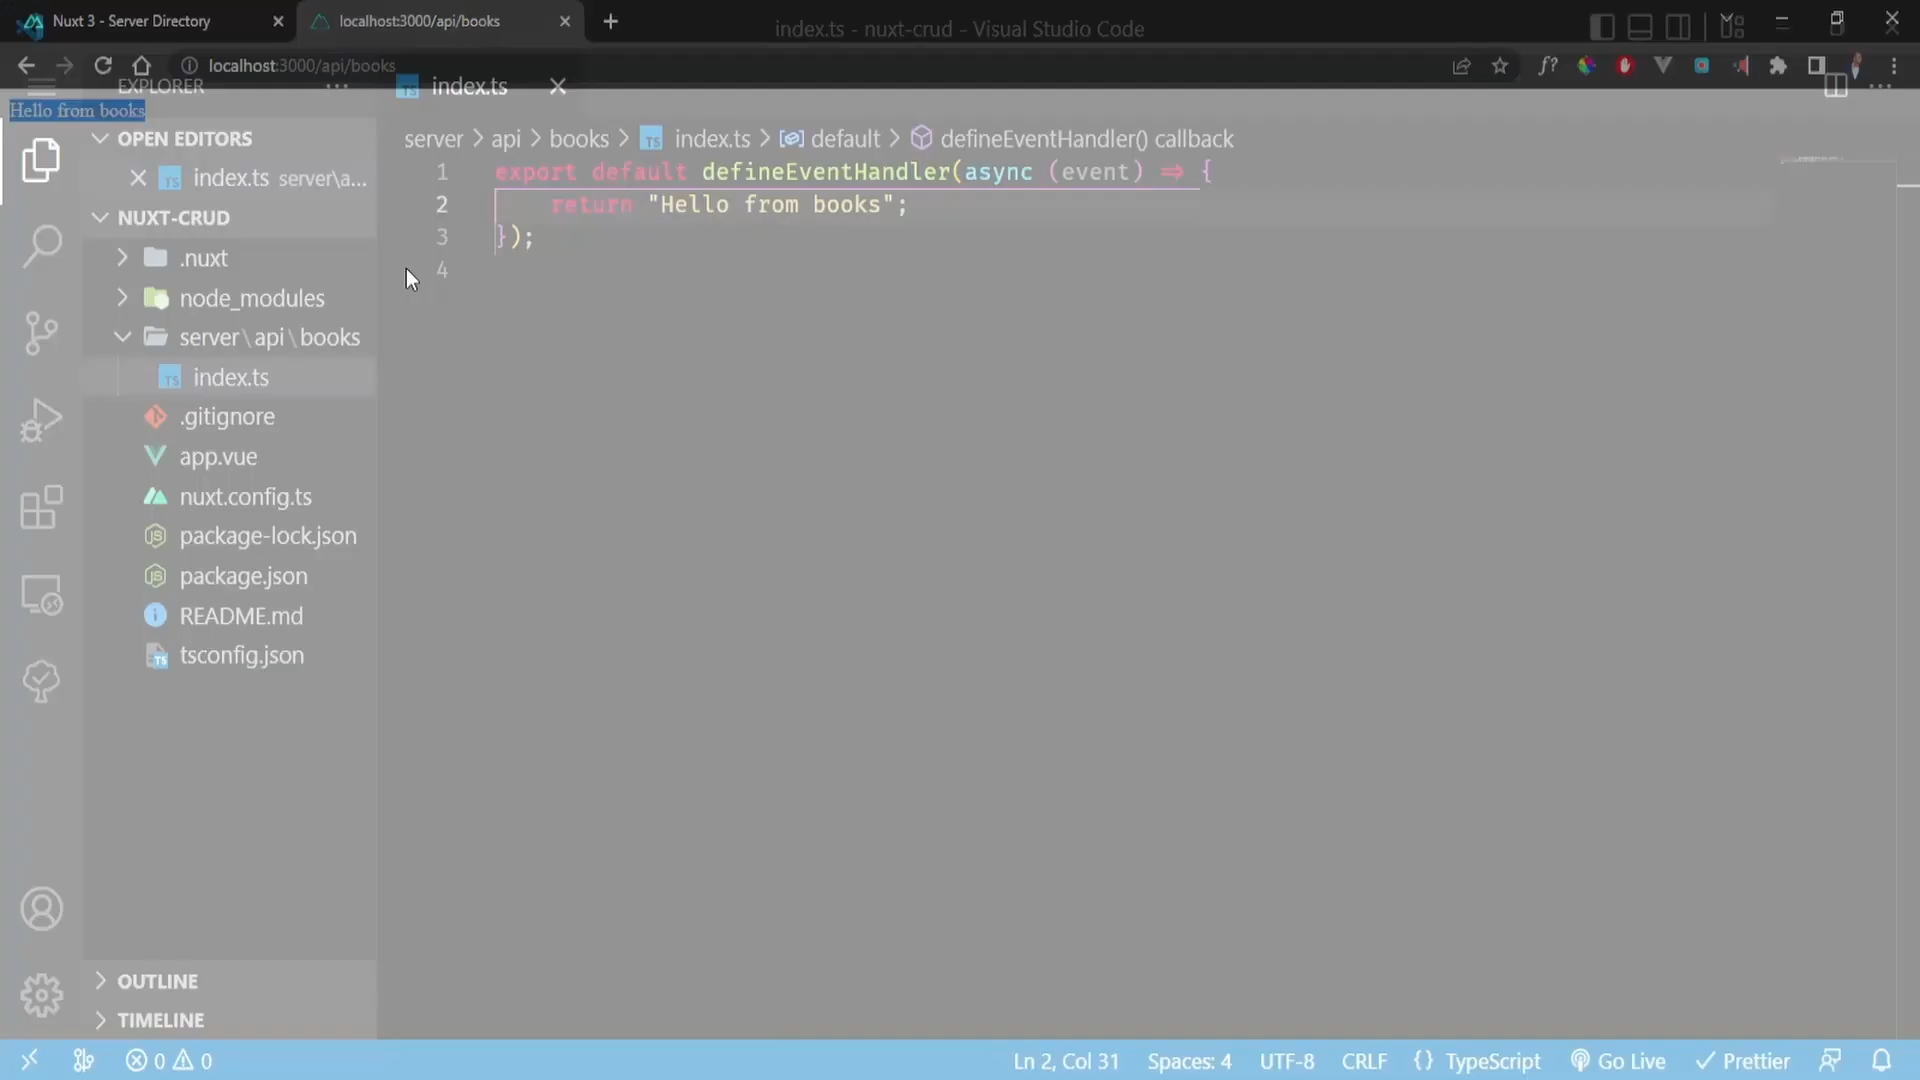 Nuxt 3 - Server Directory
localhost:3000/api/books
index.ts - nuxt-crud - Visual Studio Code
localhost:3000/api/books
f?
EXPLORER
index.ts
Hello from books
OPEN EDITORS
index.ts server\a...
NUXT-CRUD
.nuxt
node_modules
server\api\books
index.ts
.gitignore
app.vue
nuxt.config.ts
package-lock.json
package.json
README.md
tsconfig.json
OUTLINE
TIMELINE
server > api > books > index.ts > default > defineEventHandler() callback
1 export default defineEventHandler(async (event) => {
2 return "Hello from books";
3 });
4
0 0
Ln 2, Col 31 Spaces: 4 UTF-8 CRLF {} TypeScript Go Live Prettier